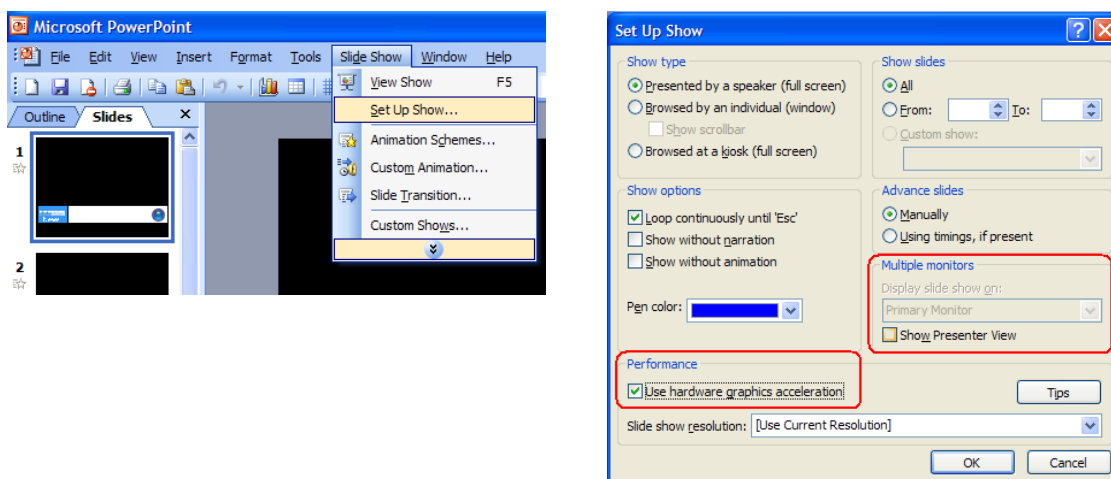 Microsoft PowerPoint
File Edit View Insert Format Tools Slide Show Window Help
View Show F5
Set Up Show...
Animation Schemes...
Custom Animation...
Slide Transition...
Custom Shows...
Outline Slides
1
2
Set Up Show
Show type
Presented by a speaker (full screen)
Browsed by an individual (window)
Show scrollbar
Browsed at a kiosk (full screen)
Show slides
All
From: To:
Custom show:
Show options
Loop continuously until 'Esc'
Show without narration
Show without animation
Pen color:
Advance slides
Manually
Using timings, if present
Multiple monitors
Display slide show on:
Primary Monitor
Show Presenter View
Performance
Use hardware graphics acceleration
Tips
Slide show resolution: [Use Current Resolution]
OK Cancel